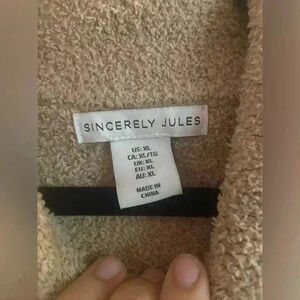 SINCERELY JULES
US: XL
CA: XL/TG
UK: XL
EU: XL
AU: XL
MADE IN
CHINA